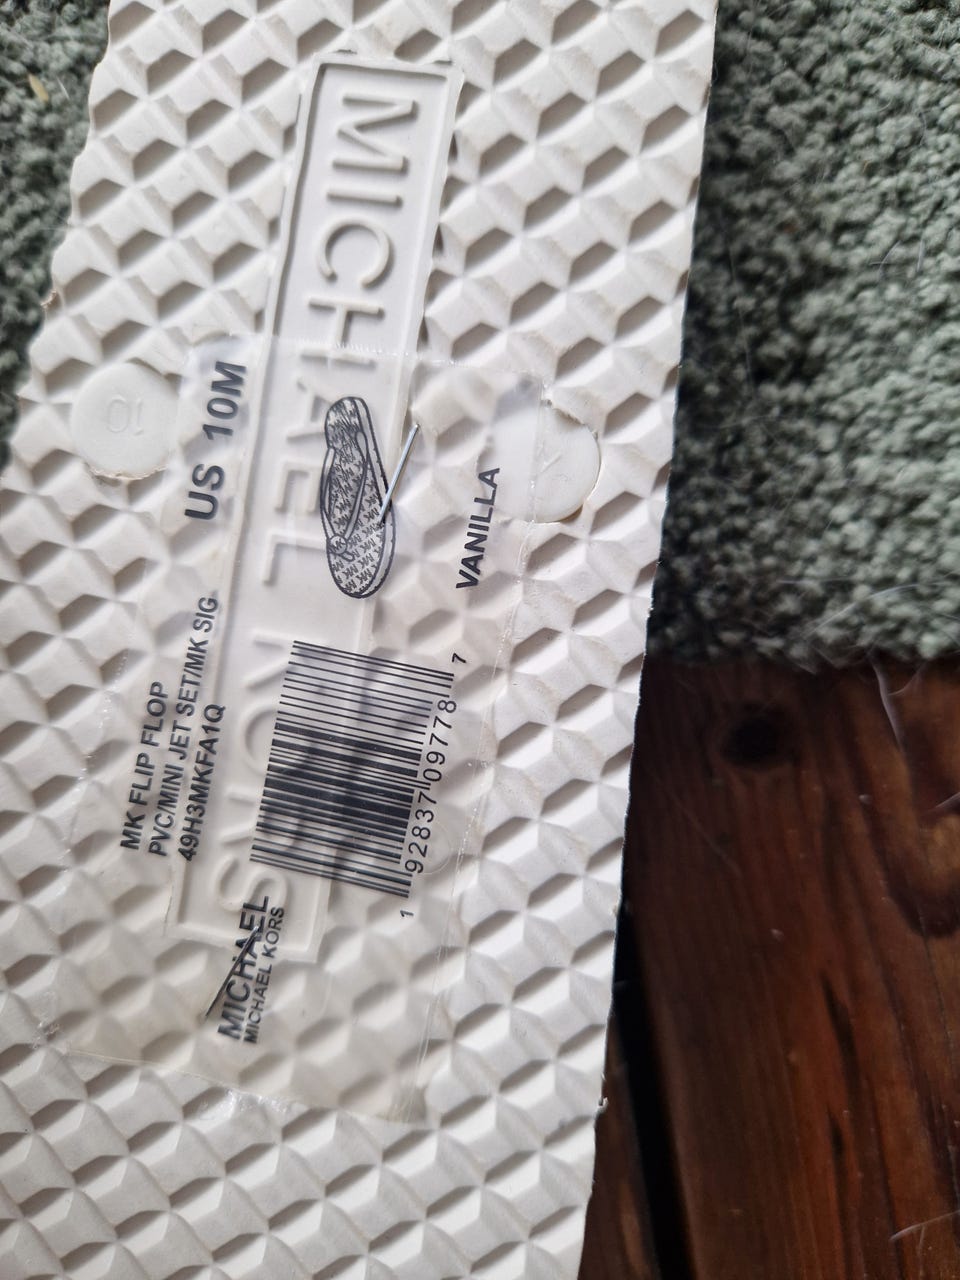 MICHAEL KORS
10
US 10M
MK FLIP FLOP
PVC/MINI JET SET/MK SIG
49H3MKFA1Q
VANILLA
1 92837 09778 7
MICHAEL
MICHAEL KORS